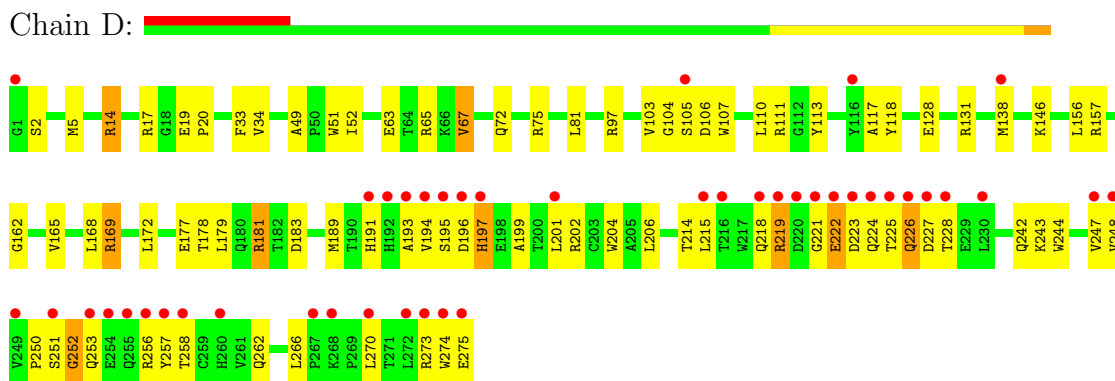 Chain D:
G1 S2 M5 R14 R17 G18 E19 P20 F33 V34 A49 P50 W51 I52 E63 T64 R65 K66 V67 Q72 R75 L81 R97 V103 G104 S105 D106 W107 L110 R111 G112 Y113 Y116 A117 Y118 E128 R131 M138 K146 L156 R157
G162 V165 L168 R169 L172 E177 T178 L179 Q180 R181 T182 D183 M189 T190 H191 H192 A193 V194 S195 D196 H197 E198 A199 T200 L201 R202 C203 W204 A205 L206 T214 L215 T216 W217 Q218 R219 D220 G221 E222 D223 Q224 T225 Q226 D227 T228 E229 L230 Q242 K243 W244 V247 V248
V249 P250 S251 G252 Q253 E254 Q255 R256 Y257 T258 C259 H260 V261 Q262 L266 P267 K268 P269 L270 T271 L272 R273 W274 E275